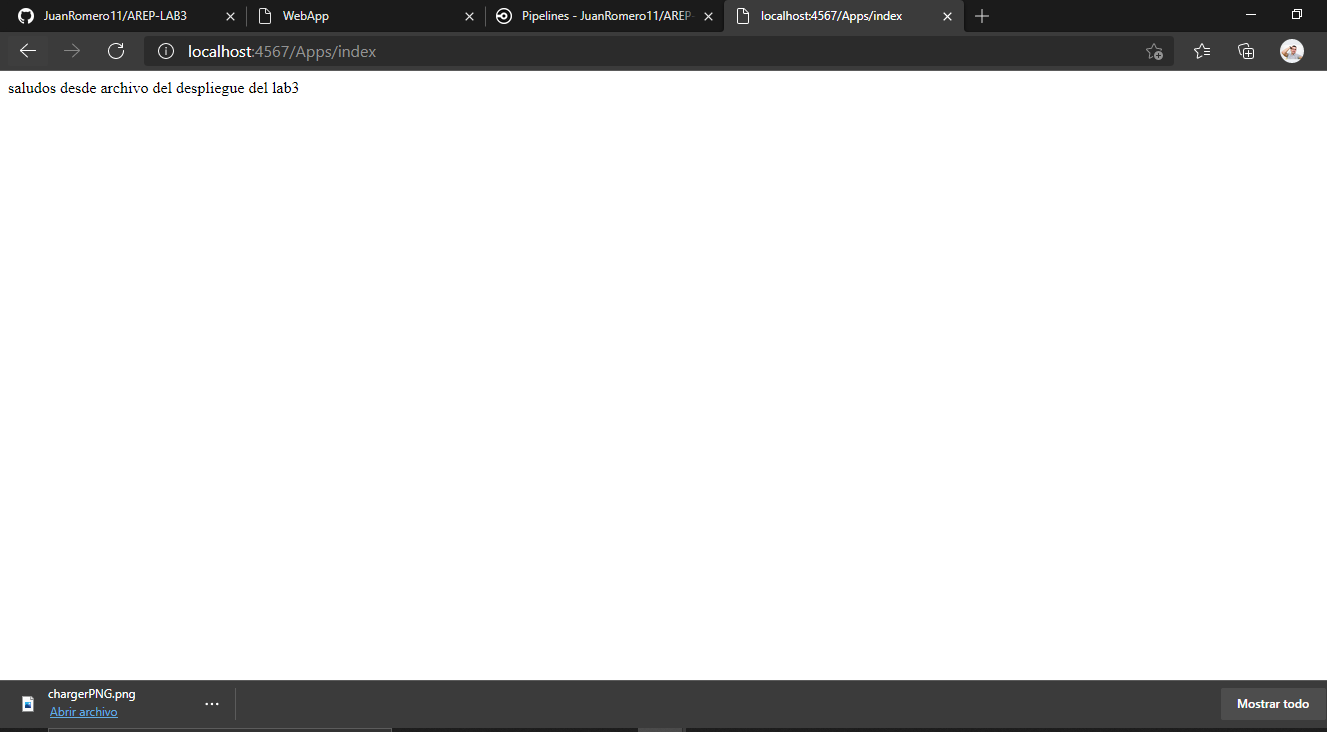 JuanRomero11/AREP-LAB3
WebApp
Pipelines - JuanRomero11/AREP-
localhost:4567/Apps/index
localhost:4567/Apps/index
saludos desde archivo del despliegue del lab3
chargerPNG.png
Abrir archivo
Mostrar todo